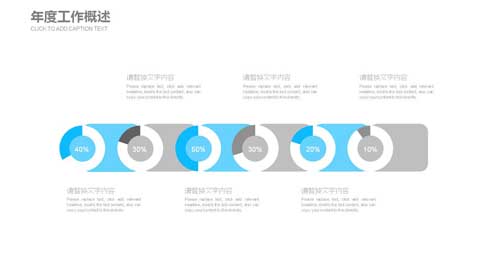 年度工作概述
CLICK TO ADD CAPTION TEXT
请替换文字内容
Please replace text, click add relevant
headline, modify the text content, also can
copy your content to this directly.
请替换文字内容
Please replace text, click add relevant
headline, modify the text content, also can
copy your content to this directly.
请替换文字内容
Please replace text, click add relevant
headline, modify the text content, also can
copy your content to this directly.
40%
30%
50%
30%
20%
10%
请替换文字内容
Please replace text, click add relevant
headline, modify the text content, also can
copy your content to this directly.
请替换文字内容
Please replace text, click add relevant
headline, modify the text content, also can
copy your content to this directly.
请替换文字内容
Please replace text, click add relevant
headline, modify the text content, also can
copy your content to this directly.